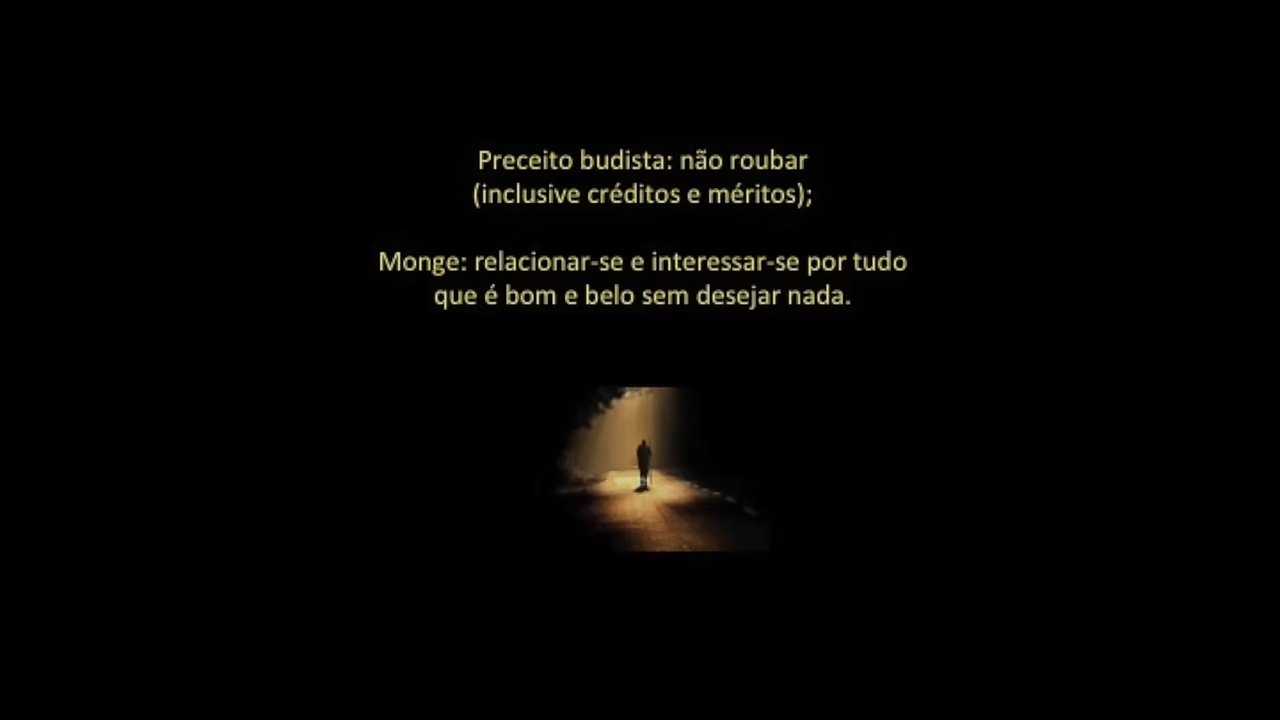 Preceito budista: não roubar
(inclusive créditos e méritos);
Monge: relacionar-se e interessar-se por tudo
que é bom e belo sem desejar nada.